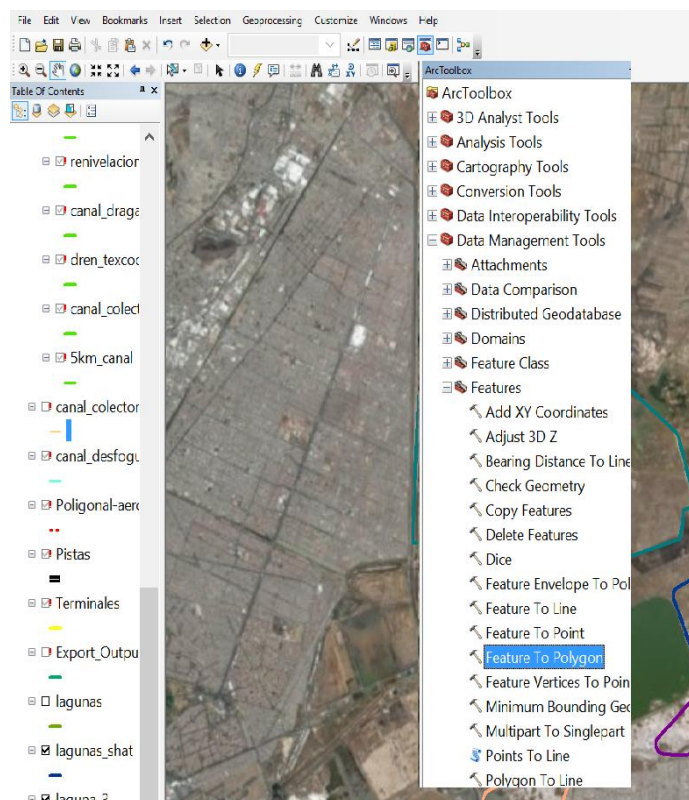 File Edit View Bookmarks Insert Selection Geoprocessing Customize Windows Help
Table Of Contents
renivelacion
canal_draga
dren_texcoc
canal_colect
5km_canal
canal_colector
canal_desfogu
Poligonal-aero
Pistas
Terminales
Export_Outpu
lagunas
lagunas_shat
laguna_2
ArcToolbox
ArcToolbox
3D Analyst Tools
Analysis Tools
Cartography Tools
Conversion Tools
Data Interoperability Tools
Data Management Tools
Attachments
Data Comparison
Distributed Geodatabase
Domains
Feature Class
Features
Add XY Coordinates
Adjust 3D Z
Bearing Distance To Line
Check Geometry
Copy Features
Delete Features
Dice
Feature Envelope To Pol
Feature To Line
Feature To Point
Feature To Polygon
Feature Vertices To Poin
Minimum Bounding Geo
Multipart To Singlepart
Points To Line
Polygon To Line